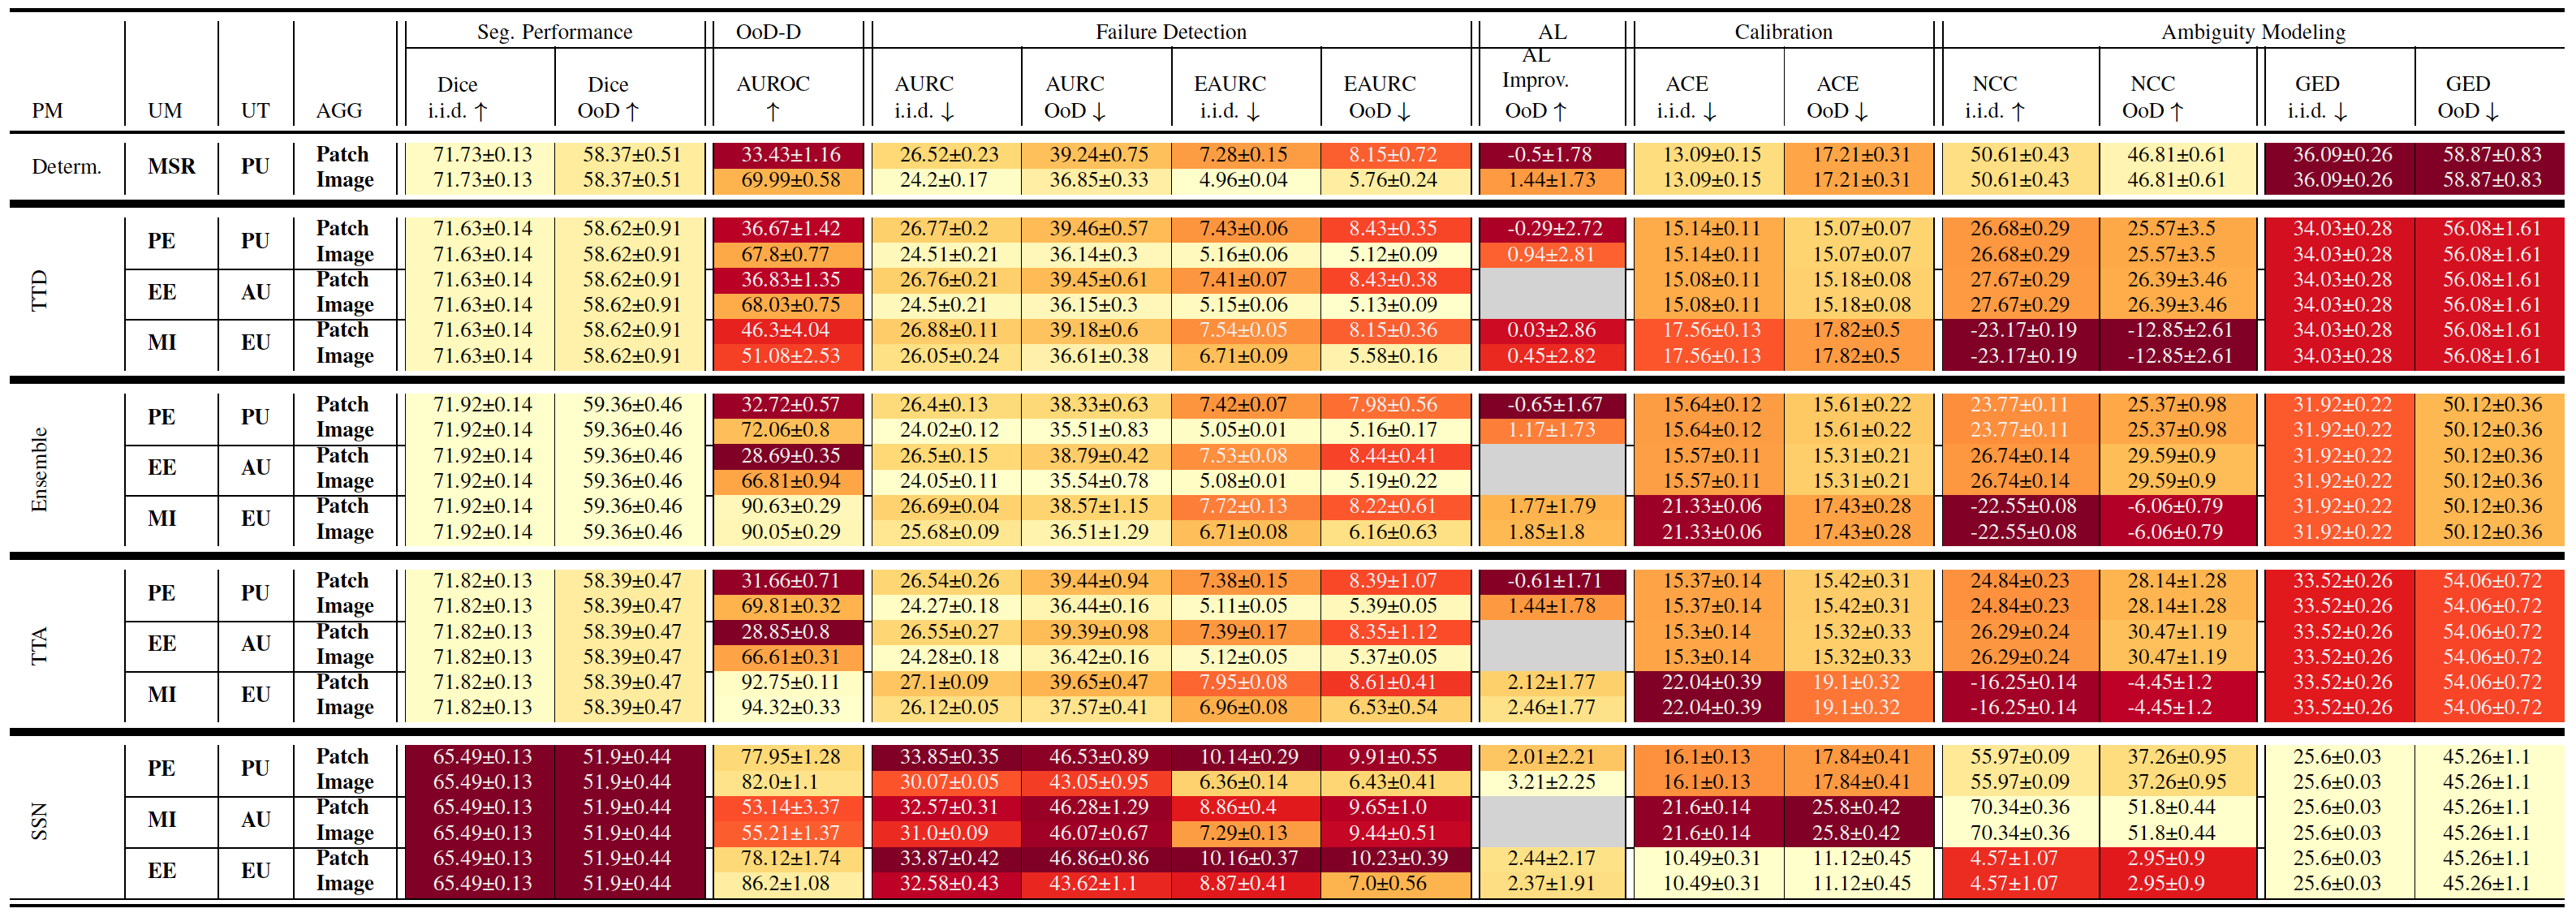 Seg. Performance OoD-D Failure Detection AL Calibration Ambiguity Modeling
AL
Dice Dice AUROC AURC AURC EAURC EAURC Improv. ACE ACE NCC NCC GED GED
PM UM UT AGG i.i.d. ↑ OoD ↑ ↑ i.i.d. ↓ OoD ↓ i.i.d. ↓ OoD ↓ OoD ↑ i.i.d. ↓ OoD ↓ i.i.d. ↑ OoD ↑ i.i.d. ↓ OoD ↓
Determ. MSR PU Patch 71.73±0.13 58.37±0.51 33.43±1.16 26.52±0.23 39.24±0.75 7.28±0.15 8.15±0.72 -0.5±1.78 13.09±0.15 17.21±0.31 50.61±0.43 46.81±0.61 36.09±0.26 58.87±0.83
Image 71.73±0.13 58.37±0.51 69.99±0.58 24.2±0.17 36.85±0.33 4.96±0.04 5.76±0.24 1.44±1.73 13.09±0.15 17.21±0.31 50.61±0.43 46.81±0.61 36.09±0.26 58.87±0.83
TTD PE PU Patch 71.63±0.14 58.62±0.91 36.67±1.42 26.77±0.2 39.46±0.57 7.43±0.06 8.43±0.35 -0.29±2.72 15.14±0.11 15.07±0.07 26.68±0.29 25.57±3.5 34.03±0.28 56.08±1.61
Image 71.63±0.14 58.62±0.91 67.8±0.77 24.51±0.21 36.14±0.3 5.16±0.06 5.12±0.09 0.94±2.81 15.14±0.11 15.07±0.07 26.68±0.29 25.57±3.5 34.03±0.28 56.08±1.61
EE AU Patch 71.63±0.14 58.62±0.91 36.83±1.35 26.76±0.21 39.45±0.61 7.41±0.07 8.43±0.38 15.08±0.11 15.18±0.08 27.67±0.29 26.39±3.46 34.03±0.28 56.08±1.61
Image 71.63±0.14 58.62±0.91 68.03±0.75 24.5±0.21 36.15±0.3 5.15±0.06 5.13±0.09 15.08±0.11 15.18±0.08 27.67±0.29 26.39±3.46 34.03±0.28 56.08±1.61
MI EU Patch 71.63±0.14 58.62±0.91 46.3±4.04 26.88±0.11 39.18±0.6 7.54±0.05 8.15±0.36 0.03±2.86 17.56±0.13 17.82±0.5 -23.17±0.19 -12.85±2.61 34.03±0.28 56.08±1.61
Image 71.63±0.14 58.62±0.91 51.08±2.53 26.05±0.24 36.61±0.38 6.71±0.09 5.58±0.16 0.45±2.82 17.56±0.13 17.82±0.5 -23.17±0.19 -12.85±2.61 34.03±0.28 56.08±1.61
Ensemble PE PU Patch 71.92±0.14 59.36±0.46 32.72±0.57 26.4±0.13 38.33±0.63 7.42±0.07 7.98±0.56 -0.65±1.67 15.64±0.12 15.61±0.22 23.77±0.11 25.37±0.98 31.92±0.22 50.12±0.36
Image 71.92±0.14 59.36±0.46 72.06±0.8 24.02±0.12 35.51±0.83 5.05±0.01 5.16±0.17 1.17±1.73 15.64±0.12 15.61±0.22 23.77±0.11 25.37±0.98 31.92±0.22 50.12±0.36
EE AU Patch 71.92±0.14 59.36±0.46 28.69±0.35 26.5±0.15 38.79±0.42 7.53±0.08 8.44±0.41 15.57±0.11 15.31±0.21 26.74±0.14 29.59±0.9 31.92±0.22 50.12±0.36
Image 71.92±0.14 59.36±0.46 66.81±0.94 24.05±0.11 35.54±0.78 5.08±0.01 5.19±0.22 15.57±0.11 15.31±0.21 26.74±0.14 29.59±0.9 31.92±0.22 50.12±0.36
MI EU Patch 71.92±0.14 59.36±0.46 90.63±0.29 26.69±0.04 38.57±1.15 7.72±0.13 8.22±0.61 1.77±1.79 21.33±0.06 17.43±0.28 -22.55±0.08 -6.06±0.79 31.92±0.22 50.12±0.36
Image 71.92±0.14 59.36±0.46 90.05±0.29 25.68±0.09 36.51±1.29 6.71±0.08 6.16±0.63 1.85±1.8 21.33±0.06 17.43±0.28 -22.55±0.08 -6.06±0.79 31.92±0.22 50.12±0.36
TTA PE PU Patch 71.82±0.13 58.39±0.47 31.66±0.71 26.54±0.26 39.44±0.94 7.38±0.15 8.39±1.07 -0.61±1.71 15.37±0.14 15.42±0.31 24.84±0.23 28.14±1.28 33.52±0.26 54.06±0.72
Image 71.82±0.13 58.39±0.47 69.81±0.32 24.27±0.18 36.44±0.16 5.11±0.05 5.39±0.05 1.44±1.78 15.37±0.14 15.42±0.31 24.84±0.23 28.14±1.28 33.52±0.26 54.06±0.72
EE AU Patch 71.82±0.13 58.39±0.47 28.85±0.8 26.55±0.27 39.39±0.98 7.39±0.17 8.35±1.12 15.3±0.14 15.32±0.33 26.29±0.24 30.47±1.19 33.52±0.26 54.06±0.72
Image 71.82±0.13 58.39±0.47 66.61±0.31 24.28±0.18 36.42±0.16 5.12±0.05 5.37±0.05 15.3±0.14 15.32±0.33 26.29±0.24 30.47±1.19 33.52±0.26 54.06±0.72
MI EU Patch 71.82±0.13 58.39±0.47 92.75±0.11 27.1±0.09 39.65±0.47 7.95±0.08 8.61±0.41 2.12±1.77 22.04±0.39 19.1±0.32 -16.25±0.14 -4.45±1.2 33.52±0.26 54.06±0.72
Image 71.82±0.13 58.39±0.47 94.32±0.33 26.12±0.05 37.57±0.41 6.96±0.08 6.53±0.54 2.46±1.77 22.04±0.39 19.1±0.32 -16.25±0.14 -4.45±1.2 33.52±0.26 54.06±0.72
SSN PE PU Patch 65.49±0.13 51.9±0.44 77.95±1.28 33.85±0.35 46.53±0.89 10.14±0.29 9.91±0.55 2.01±2.21 16.1±0.13 17.84±0.41 55.97±0.09 37.26±0.95 25.6±0.03 45.26±1.1
Image 65.49±0.13 51.9±0.44 82.0±1.1 30.07±0.05 43.05±0.95 6.36±0.14 6.43±0.41 3.21±2.25 16.1±0.13 17.84±0.41 55.97±0.09 37.26±0.95 25.6±0.03 45.26±1.1
MI AU Patch 65.49±0.13 51.9±0.44 53.14±3.37 32.57±0.31 46.28±1.29 8.86±0.4 9.65±1.0 21.6±0.14 25.8±0.42 70.34±0.36 51.8±0.44 25.6±0.03 45.26±1.1
Image 65.49±0.13 51.9±0.44 55.21±1.37 31.0±0.09 46.07±0.67 7.29±0.13 9.44±0.51 21.6±0.14 25.8±0.42 70.34±0.36 51.8±0.44 25.6±0.03 45.26±1.1
EE EU Patch 65.49±0.13 51.9±0.44 78.12±1.74 33.87±0.42 46.86±0.86 10.16±0.37 10.23±0.39 2.44±2.17 10.49±0.31 11.12±0.45 4.57±1.07 2.95±0.9 25.6±0.03 45.26±1.1
Image 65.49±0.13 51.9±0.44 86.2±1.08 32.58±0.43 43.62±1.1 8.87±0.41 7.0±0.56 2.37±1.91 10.49±0.31 11.12±0.45 4.57±1.07 2.95±0.9 25.6±0.03 45.26±1.1